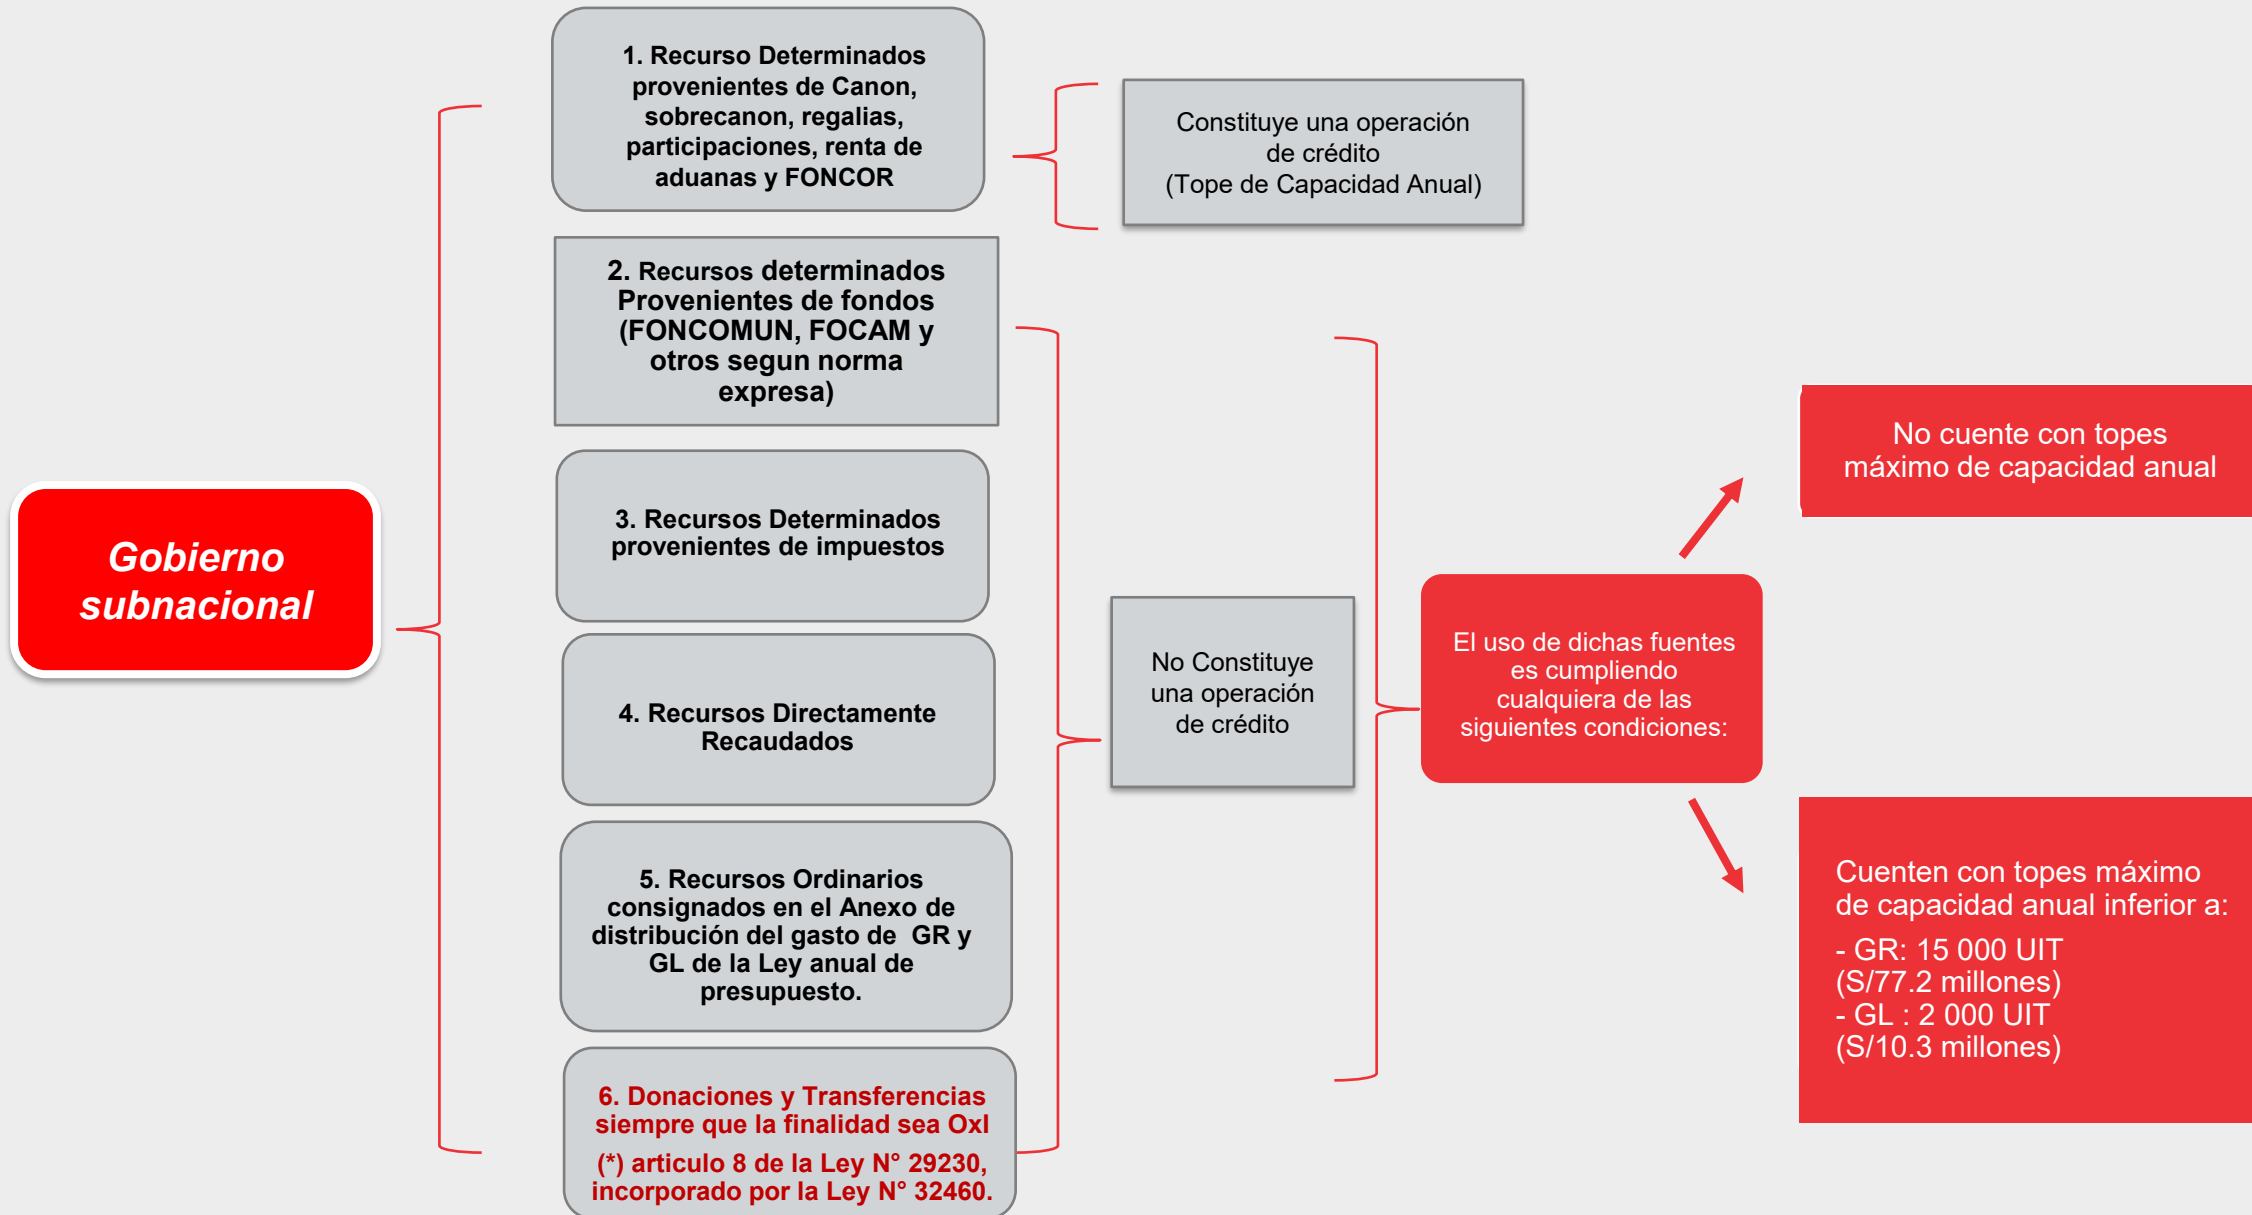 Gobierno
subnacional
1. Recurso Determinados
provenientes de Canon,
sobrecanon, regalias,
participaciones, renta de
aduanas y FONCOR
Constituye una operación
de crédito
(Tope de Capacidad Anual)
2. Recursos determinados
Provenientes de fondos
(FONCOMUN, FOCAM y
otros segun norma
expresa)
3. Recursos Determinados
provenientes de impuestos
4. Recursos Directamente
Recaudados
5. Recursos Ordinarios
consignados en el Anexo de
distribución del gasto de GR y
GL de la Ley anual de
presupuesto.
6. Donaciones y Transferencias
siempre que la finalidad sea OxI
(*) articulo 8 de la Ley N° 29230,
incorporado por la Ley N° 32460.
No Constituye
una operación
de crédito
El uso de dichas fuentes
es cumpliendo
cualquiera de las
siguientes condiciones:
No cuente con topes
máximo de capacidad anual
Cuenten con topes máximo
de capacidad anual inferior a:
- GR: 15 000 UIT
(S/77.2 millones)
- GL : 2 000 UIT
(S/10.3 millones)